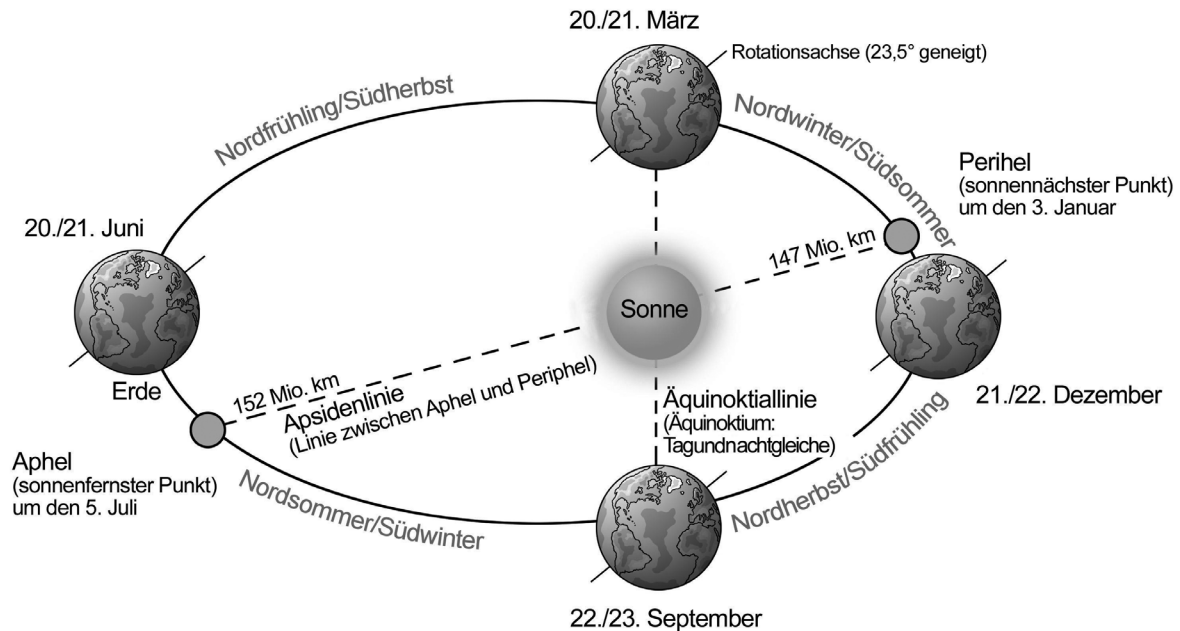 20./21. März
Rotationsachse (23,5° geneigt)
Nordfrühling/Südherbst
Nordwinter/Südsommer
Perihel
(sonnennächster Punkt)
um den 3. Januar
20./21. Juni
147 Mio. km
Sonne
Erde
152 Mio. km
Apsidenlinie
(Linie zwischen Aphel und Periphel)
Äquinoktiallinie
(Äquinoktium:
Tagundnachtgleiche)
21./22. Dezember
Aphel
(sonnenfernster Punkt)
um den 5. Juli
Nordsommer/Südwinter
Nordherbst/Südfrühling
22./23. September